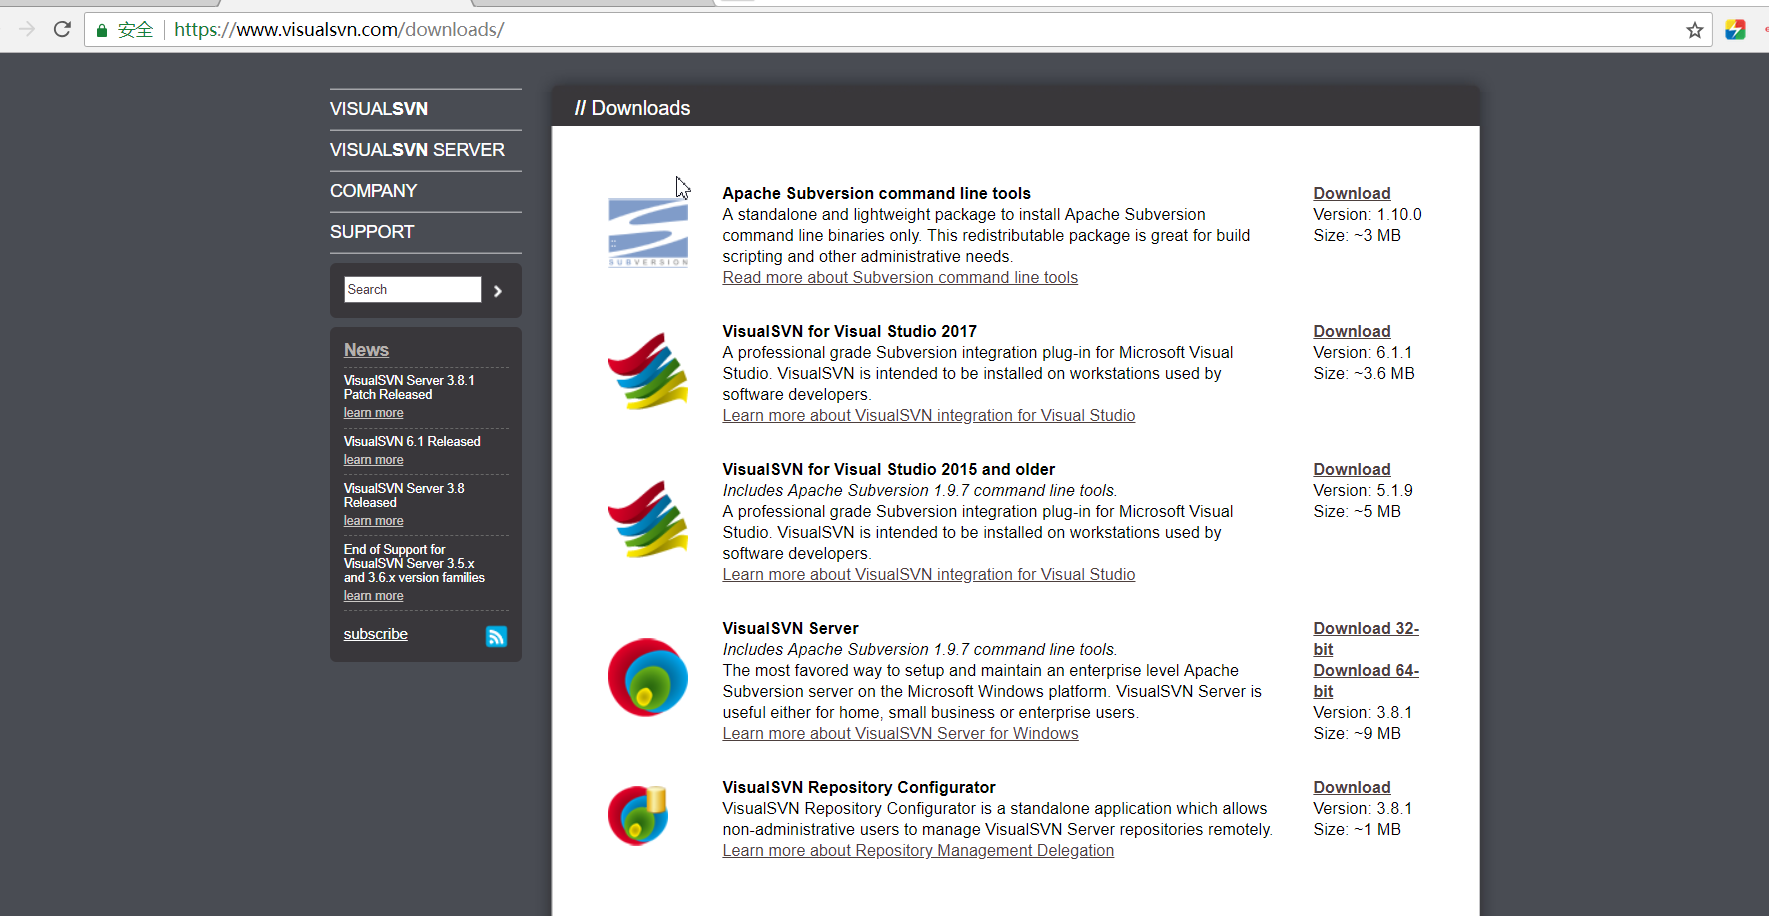 安全 https://www.visualsvn.com/downloads/
VISUALSVN
VISUALSVN SERVER
COMPANY
SUPPORT
Search
News
VisualSVN Server 3.8.1
Patch Released
learn more
VisualSVN 6.1 Released
learn more
VisualSVN Server 3.8
Released
learn more
End of Support for
VisualSVN Server 3.5.x
and 3.6.x version families
learn more
subscribe
// Downloads
SUBVERSION
Apache Subversion command line tools
A standalone and lightweight package to install Apache Subversion
command line binaries only. This redistributable package is great for build
scripting and other administrative needs.
Read more about Subversion command line tools
Download
Version: 1.10.0
Size: ~3 MB
VisualSVN for Visual Studio 2017
A professional grade Subversion integration plug-in for Microsoft Visual
Studio. VisualSVN is intended to be installed on workstations used by
software developers.
Learn more about VisualSVN integration for Visual Studio
Download
Version: 6.1.1
Size: ~3.6 MB
VisualSVN for Visual Studio 2015 and older
Includes Apache Subversion 1.9.7 command line tools.
A professional grade Subversion integration plug-in for Microsoft Visual
Studio. VisualSVN is intended to be installed on workstations used by
software developers.
Learn more about VisualSVN integration for Visual Studio
Download
Version: 5.1.9
Size: ~5 MB
VisualSVN Server
Includes Apache Subversion 1.9.7 command line tools.
The most favored way to setup and maintain an enterprise level Apache
Subversion server on the Microsoft Windows platform. VisualSVN Server is
useful either for home, small business or enterprise users.
Learn more about VisualSVN Server for Windows
Download 32-
bit
Download 64-
bit
Version: 3.8.1
Size: ~9 MB
VisualSVN Repository Configurator
VisualSVN Repository Configurator is a standalone application which allows
non-administrative users to manage VisualSVN Server repositories remotely.
Learn more about Repository Management Delegation
Download
Version: 3.8.1
Size: ~1 MB